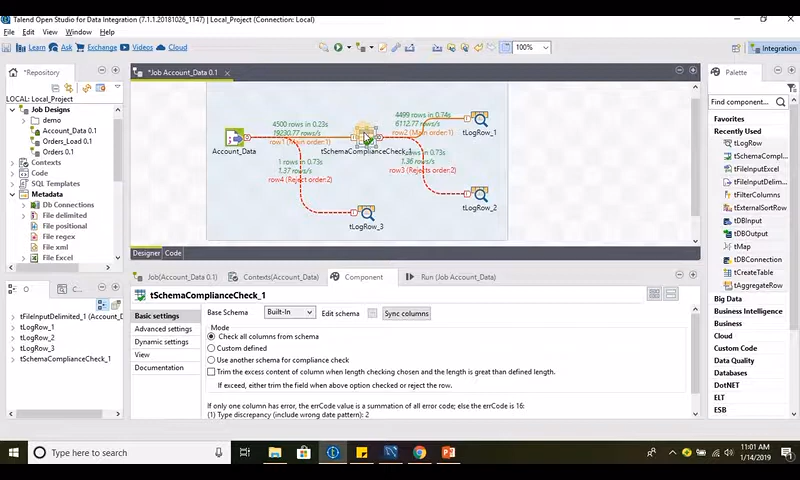 Talend Open Studio for Data Integration (7.1.1.20181026_1147) | Local_Project (Connection: Local)
File Edit View Window Help
Learn Ask Exchange Videos Cloud
100%
Integration
*Repository
LOCAL: Local_Project
Job Designs
demo
Account_Data 0.1
Orders_Load 0.1
Orders 0.1
Contexts
Code
SQL Templates
Metadata
Db Connections
File delimited
File positional
File regex
File xml
File Excel
*Job Account_Data 0.1
4500 rows in 0.23s
19230.77 rows/s
row1 (Main order:1)
4499 rows in 0.74s
6112.77 rows/s
row2 (Main order:1)
tLogRow_1
Account_Data
tSchemaComplianceCheck_1
1 rows in 0.73s
1.37 rows/s
row4 (Reject order:2)
1.36 rows/s
row3 (Rejects order:2)
tLogRow_2
tLogRow_3
Designer Code
Palette
Find component...
Favorites
Recently Used
tLogRow
tSchemaCompl...
tFileInputExcel
tFileInputDelim...
tFilterColumns
tExternalSortRow
tDBInput
tDBOutput
tMap
tDBConnection
tCreateTable
tAggregateRow
Big Data
Business Intelligence
Business
Cloud
Custom Code
Data Quality
Databases
DotNET
ELT
ESB
O C...
tFileInputDelimited_1 (Account_D
tLogRow_1
tLogRow_2
tLogRow_3
tSchemaComplianceCheck_1
Job(Account_Data 0.1) Contexts(Account_Data) Component Run (Job Account_Data)
tSchemaComplianceCheck_1
Basic settings
Advanced settings
Dynamic settings
View
Documentation
Base Schema Built-In Edit schema Sync columns
Mode
Check all columns from schema
Custom defined
Use another schema for compliance check
Trim the excess content of column when length checking chosen and the length is great than defined length.
If exceed, either trim the field when above option checked or reject the row.
If only one column has error, the errCode value is a summation of all error code; else the errCode is 16:
(1) Type discrepancy (include wrong date pattern): 2
Type here to search
11:01 AM
1/14/2019